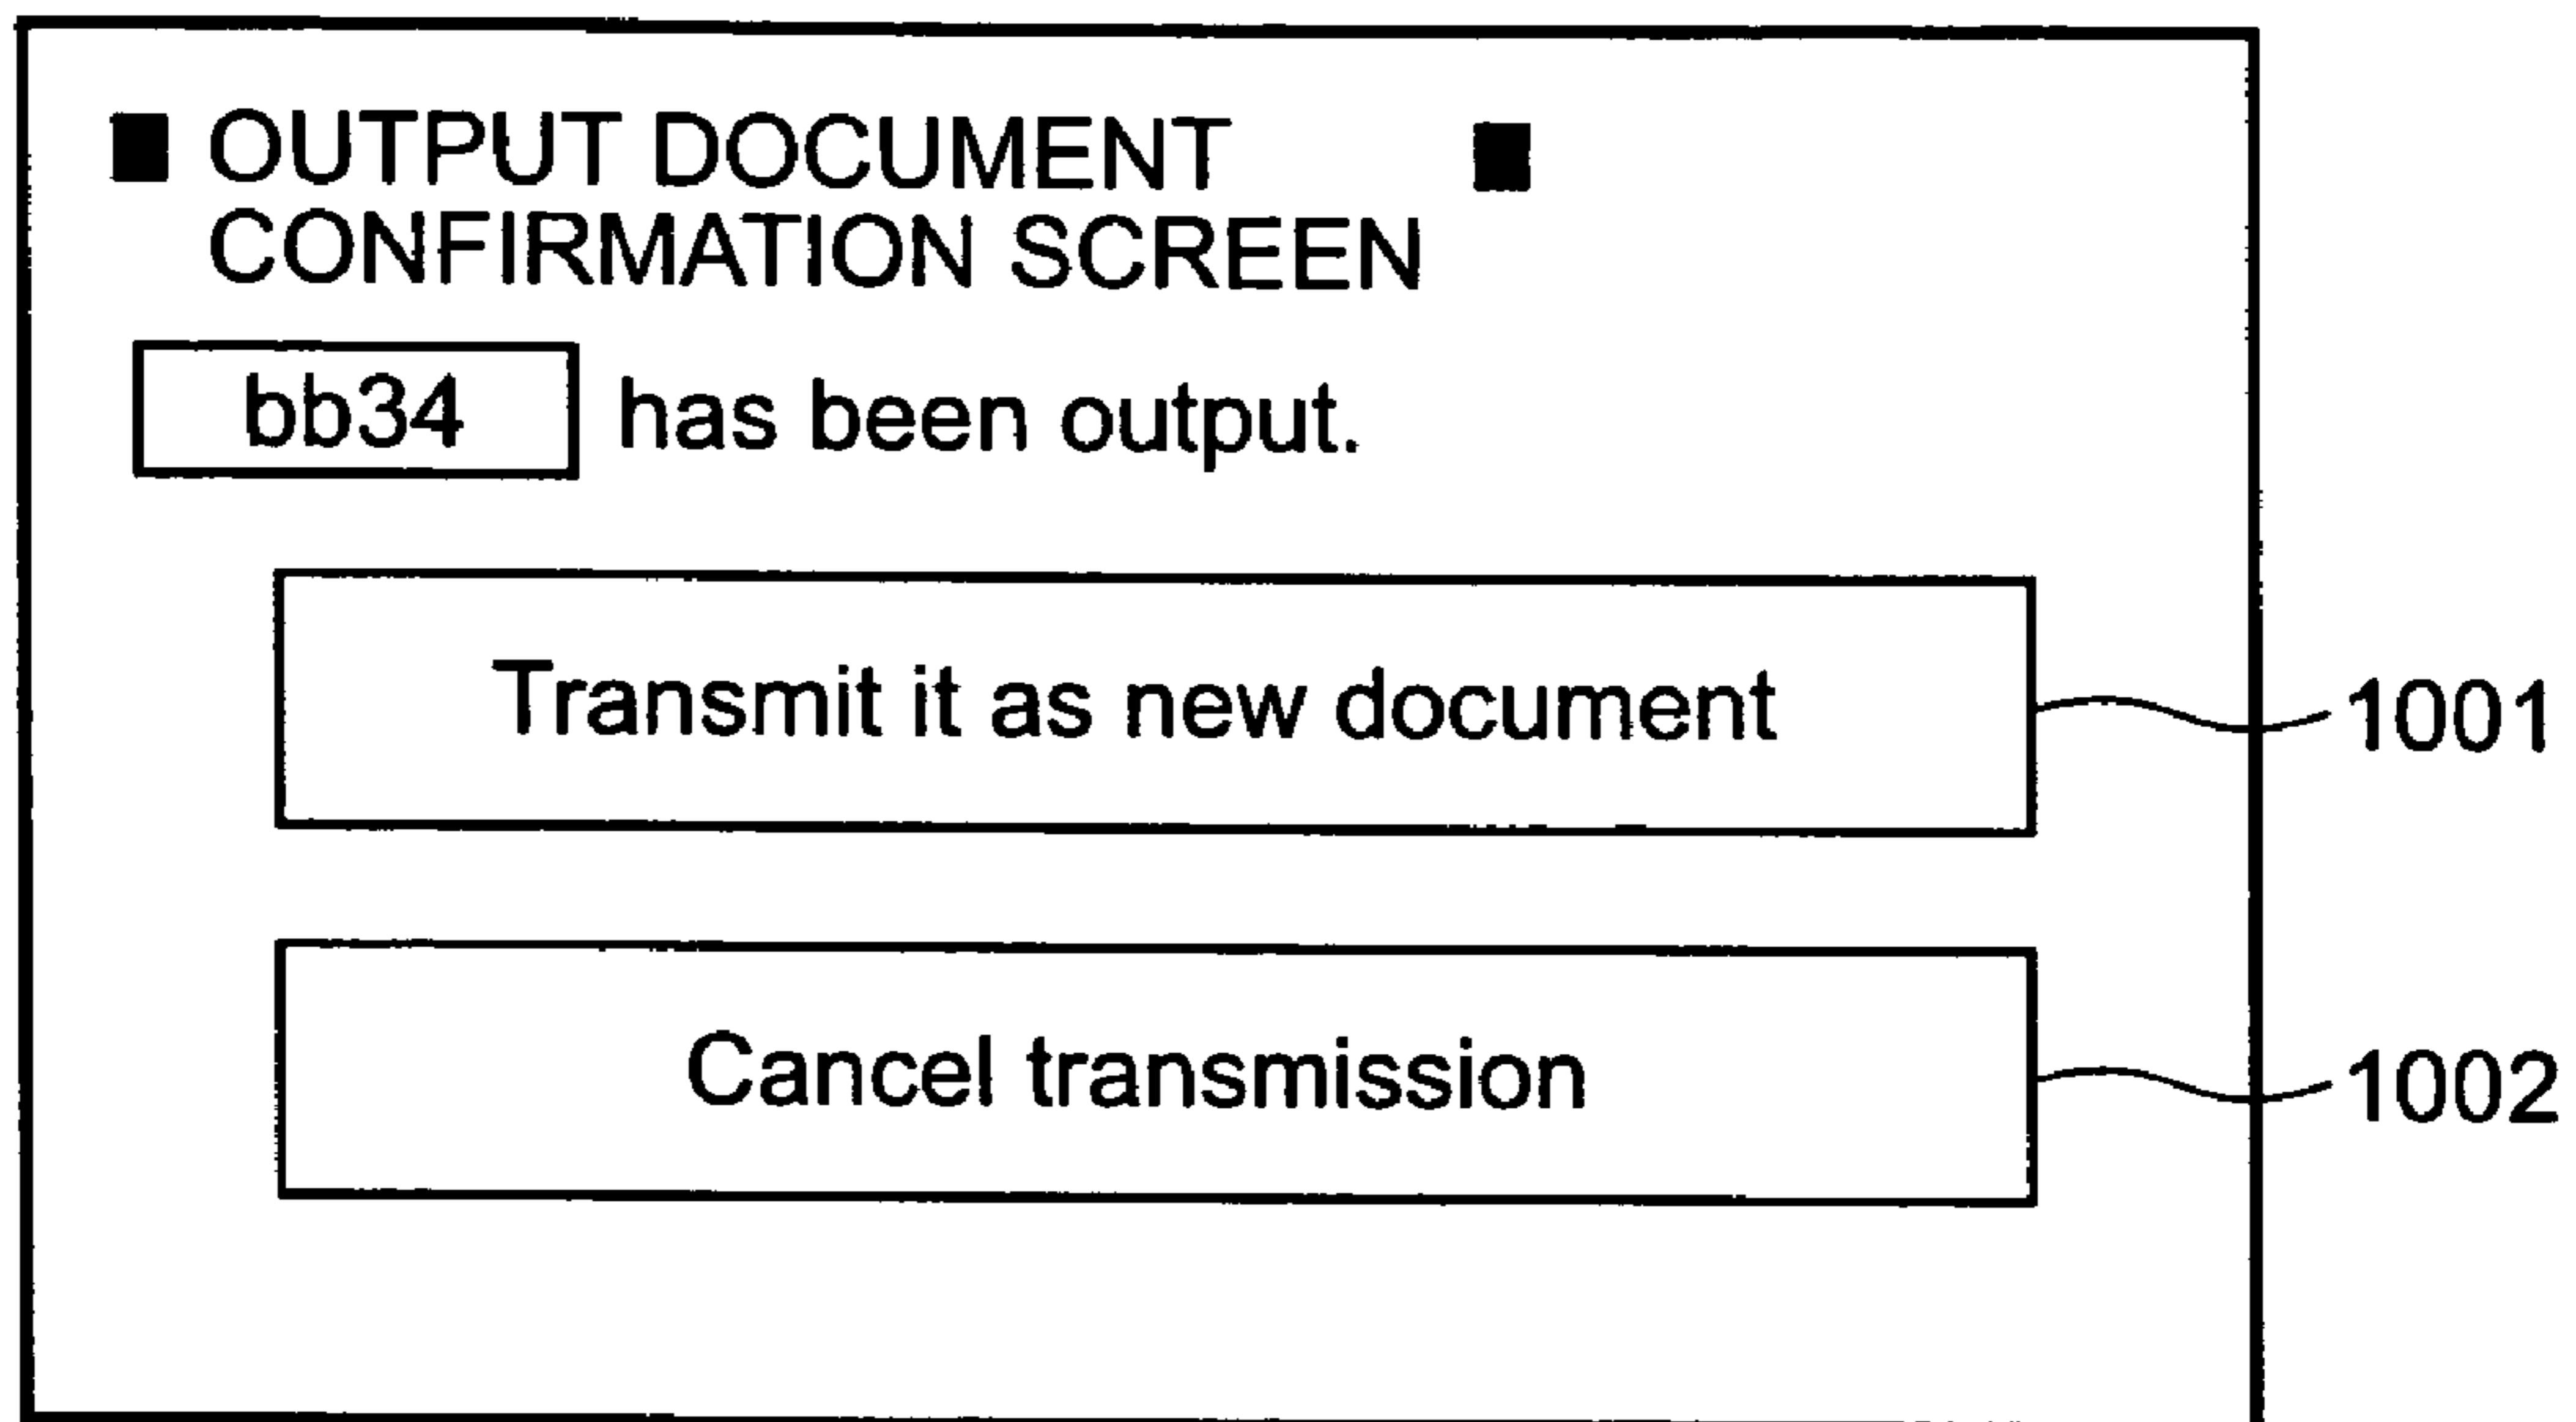 ■ OUTPUT DOCUMENT ■
CONFIRMATION SCREEN
bb34 has been output.
Transmit it as new document
1001
Cancel transmission
1002